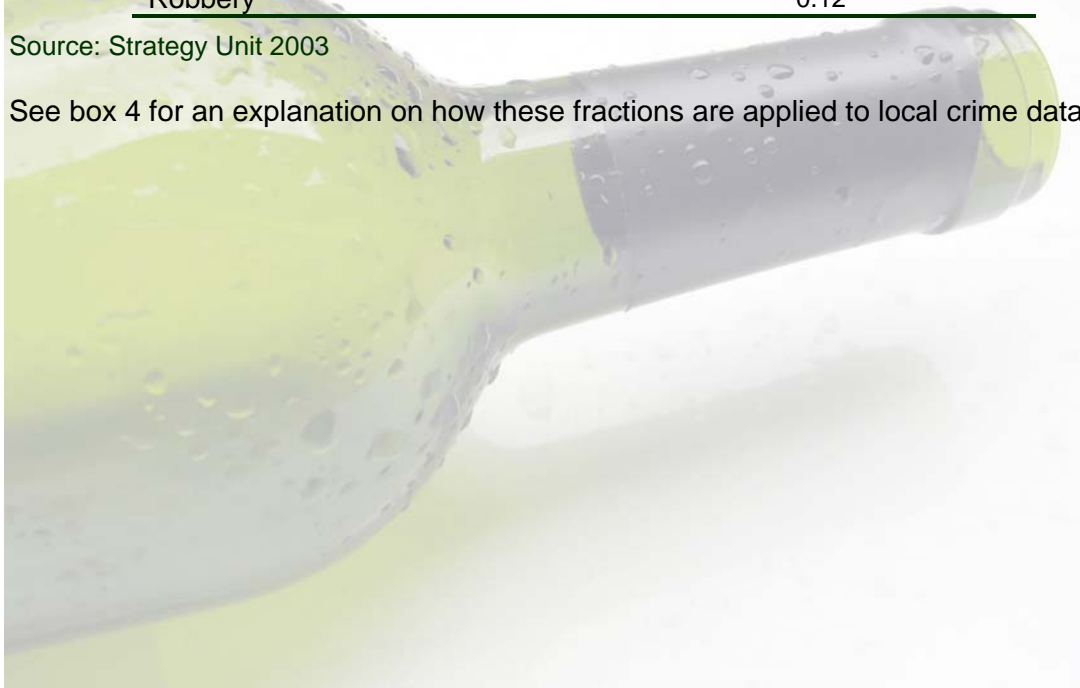 Robbery 0.12
Source: Strategy Unit 2003
See box 4 for an explanation on how these fractions are applied to local crime data